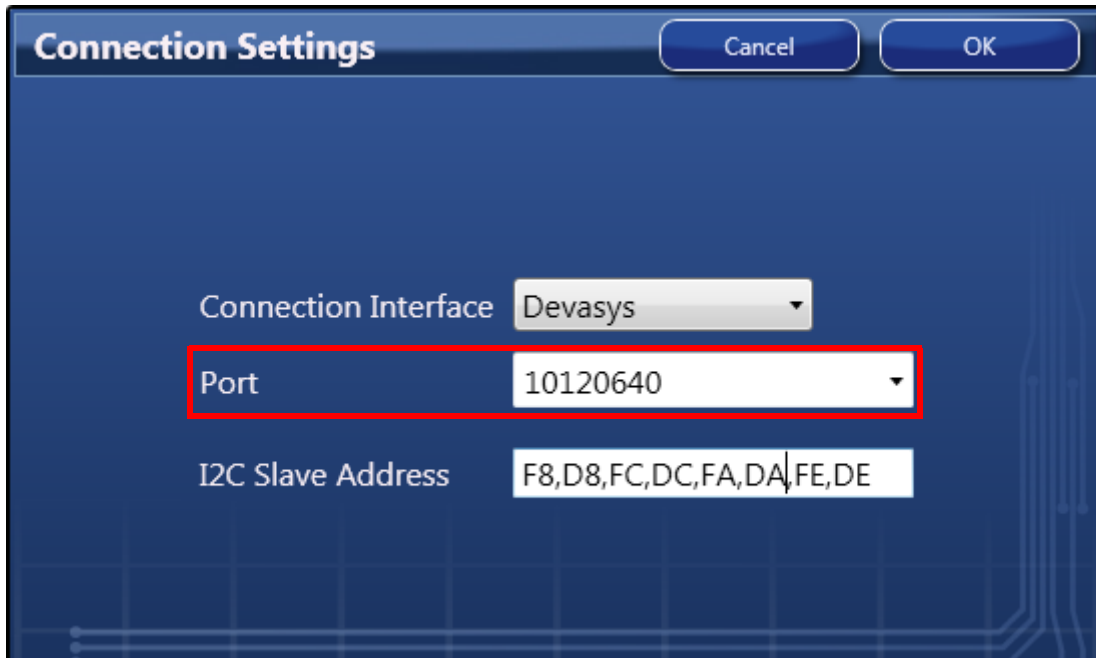 Connection Settings Cancel OK
Connection Interface Devasys
Port 10120640
I2C Slave Address F8,D8,FC,DC,FA,DA,FE,DE